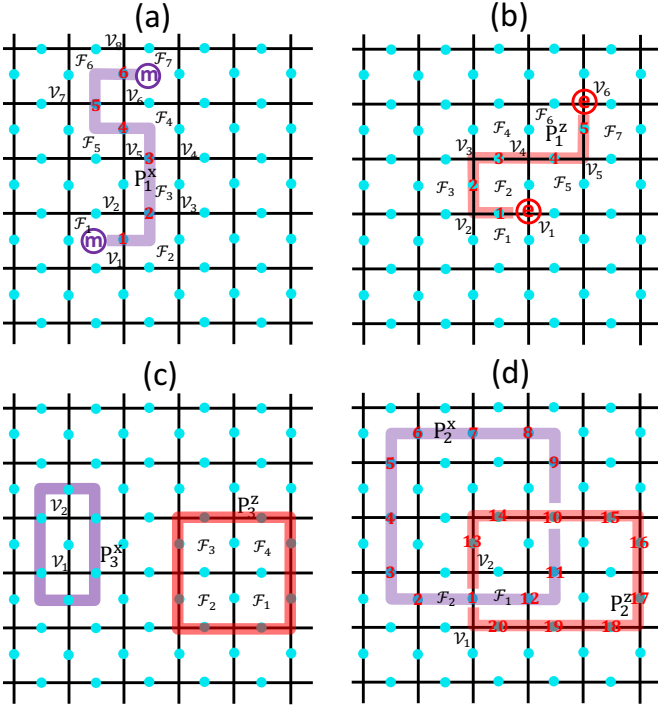 (a)
𝒱₈
ℱ₆ 6 ℱ₇
m
𝒱₇ 5 𝒱₆
4 ℱ₄
ℱ₅ 𝒱₅ 3 𝒱₄
P₁ˣ ℱ₃
𝒱₂ 2 𝒱₃
ℱ₁
m 1
𝒱₁ ℱ₂
(b)
e 𝒱₆
ℱ₆
ℱ₄ P₁ᶻ 5 ℱ₇
𝒱₃ 3 𝒱₄ 4
𝒱₅
ℱ₃ 2 ℱ₂ ℱ₅
1 e
𝒱₂ ℱ₁ 𝒱₁
(c)
𝒱₂ P₃ᶻ
ℱ₃ ℱ₄
𝒱₁ P₃ˣ
ℱ₂ ℱ₁
(d)
6 P₂ˣ 7 8
5 9
4 14 10 15
13 16
𝒱₂
3 11
2 ℱ₂ 1 ℱ₁ 12 P₂ᶻ 17
𝒱₁ 20 19 18